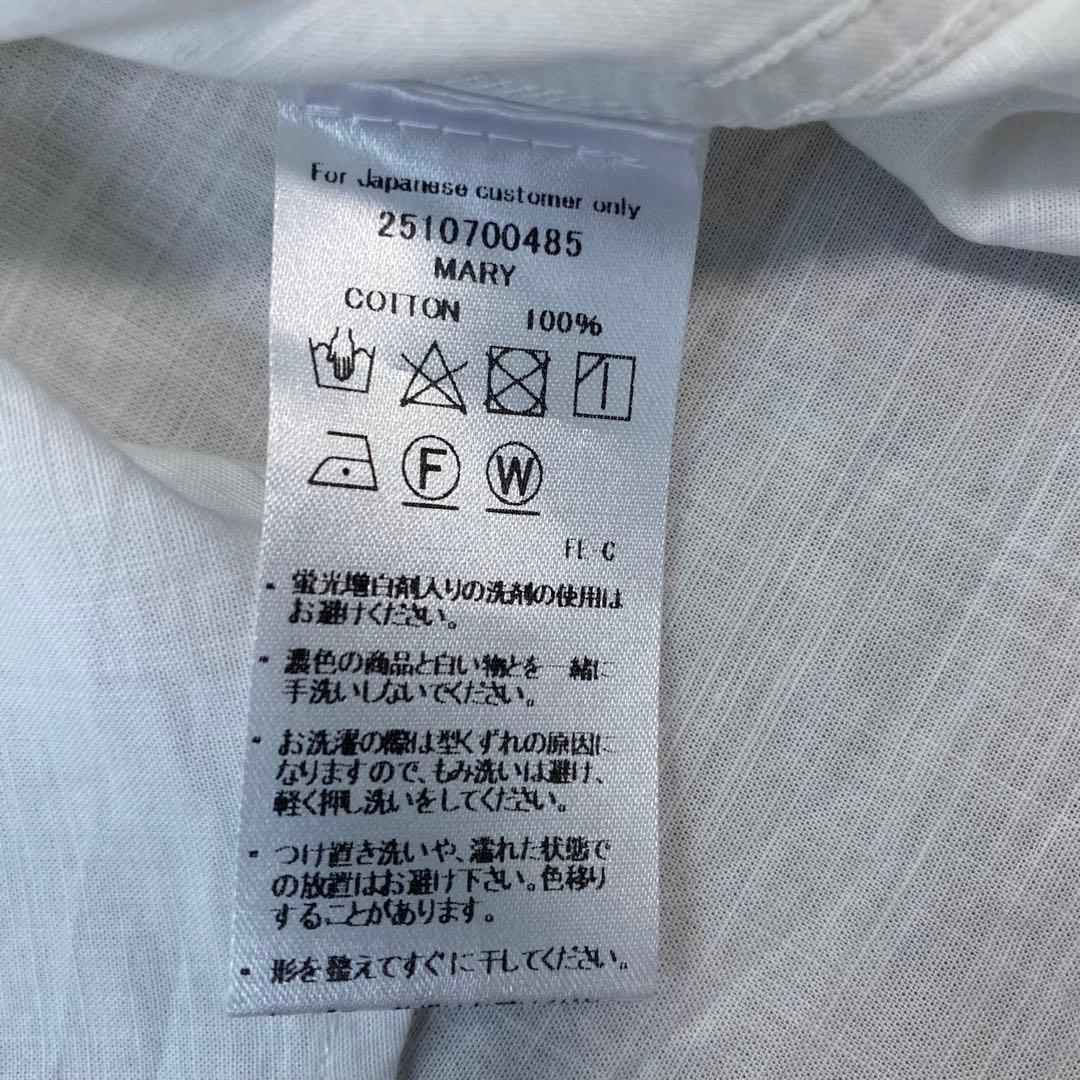 For Japanese customer only
2510700485
MARY
COTTON 100%
F W
FL-C
・蛍光増白剤入りの洗剤の使用は
お避けください。
・濃色の商品と白い物とを一緒に
手洗いしないでください。
・お洗濯の際は型くずれの原因に
なりますので、もみ洗いは避け、
軽く押し洗いをしてください。
・つけ置き洗いや、濡れた状態で
の放置はお避け下さい。色移り
することがあります。
・形を整えてすぐに干してください。